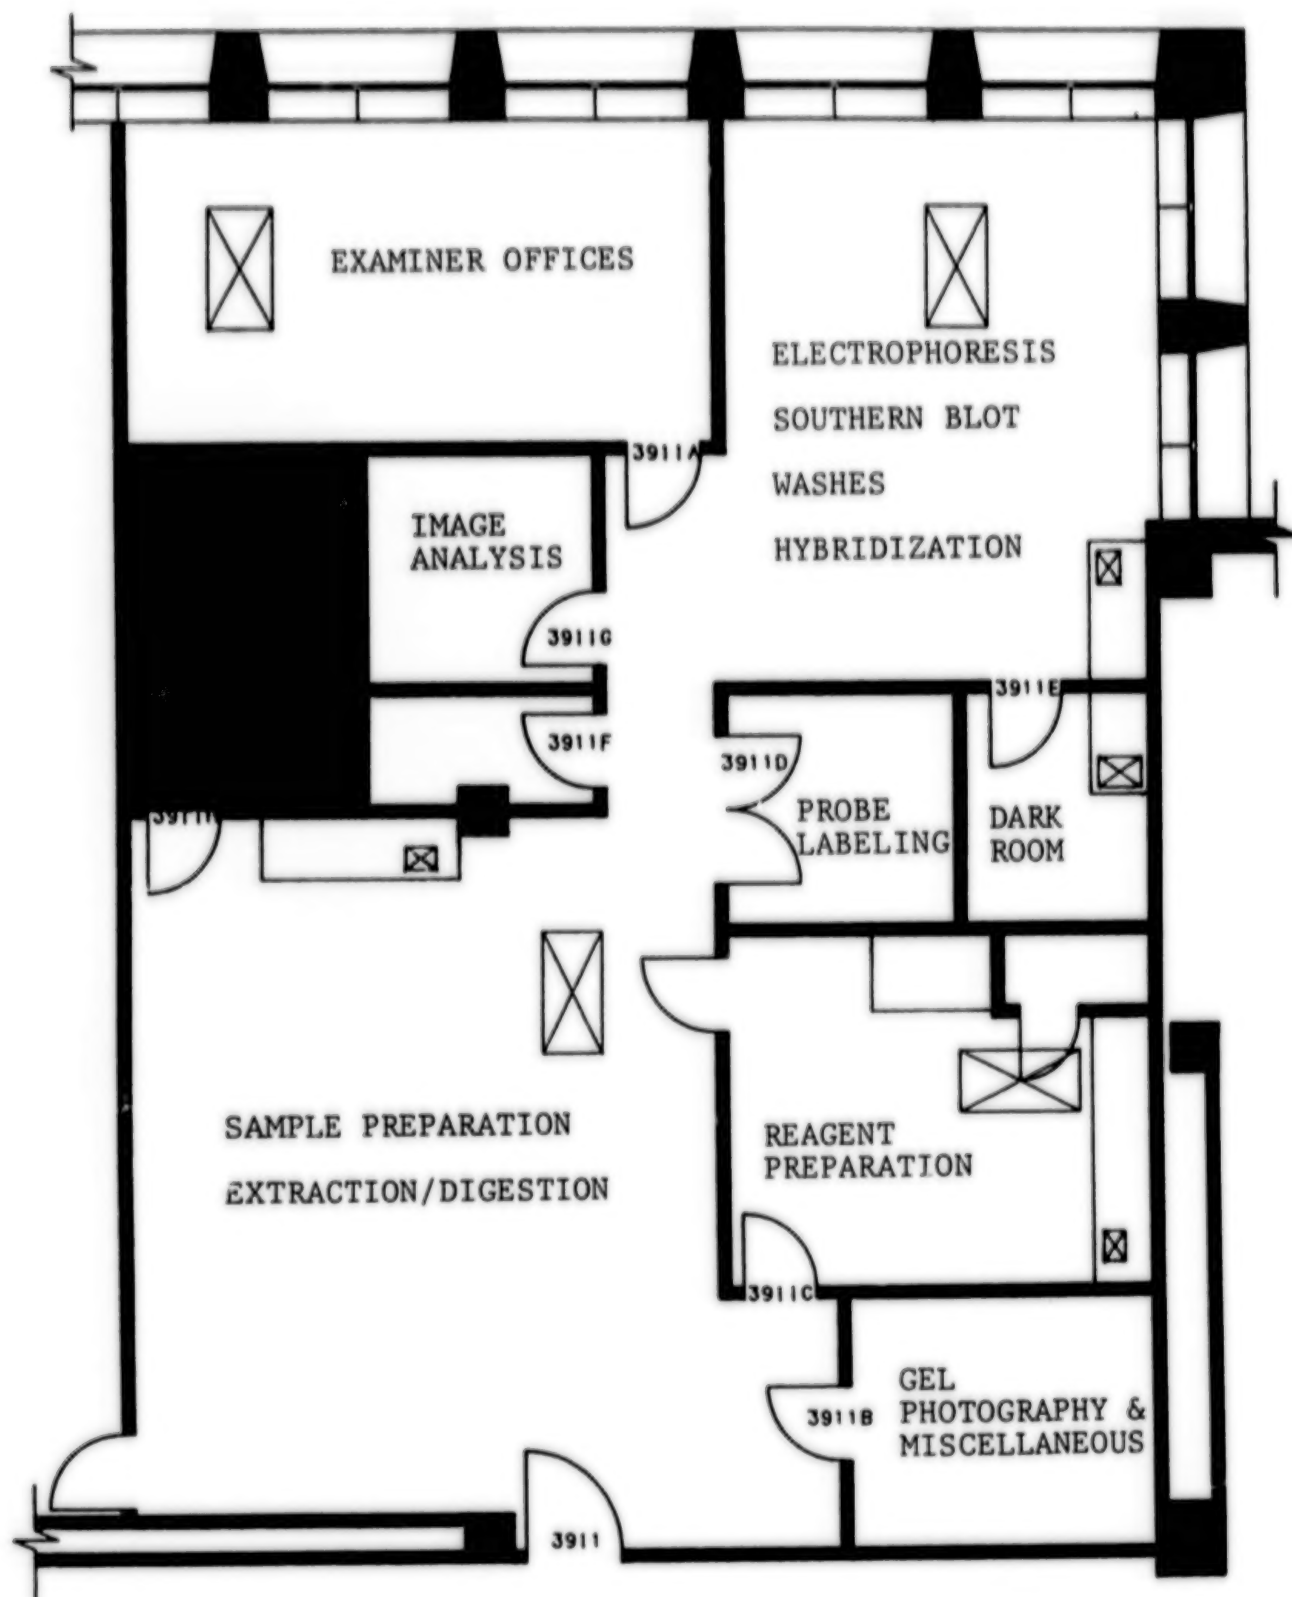 EXAMINER OFFICES
ELECTROPHORESIS
SOUTHERN BLOT
WASHES
HYBRIDIZATION
3911A
IMAGE
ANALYSIS
3911G
3911E
3911F
3911D
PROBE
LABELING
DARK
ROOM
SAMPLE PREPARATION
EXTRACTION/DIGESTION
REAGENT
PREPARATION
3911C
GEL
PHOTOGRAPHY &
MISCELLANEOUS
3911B
3911